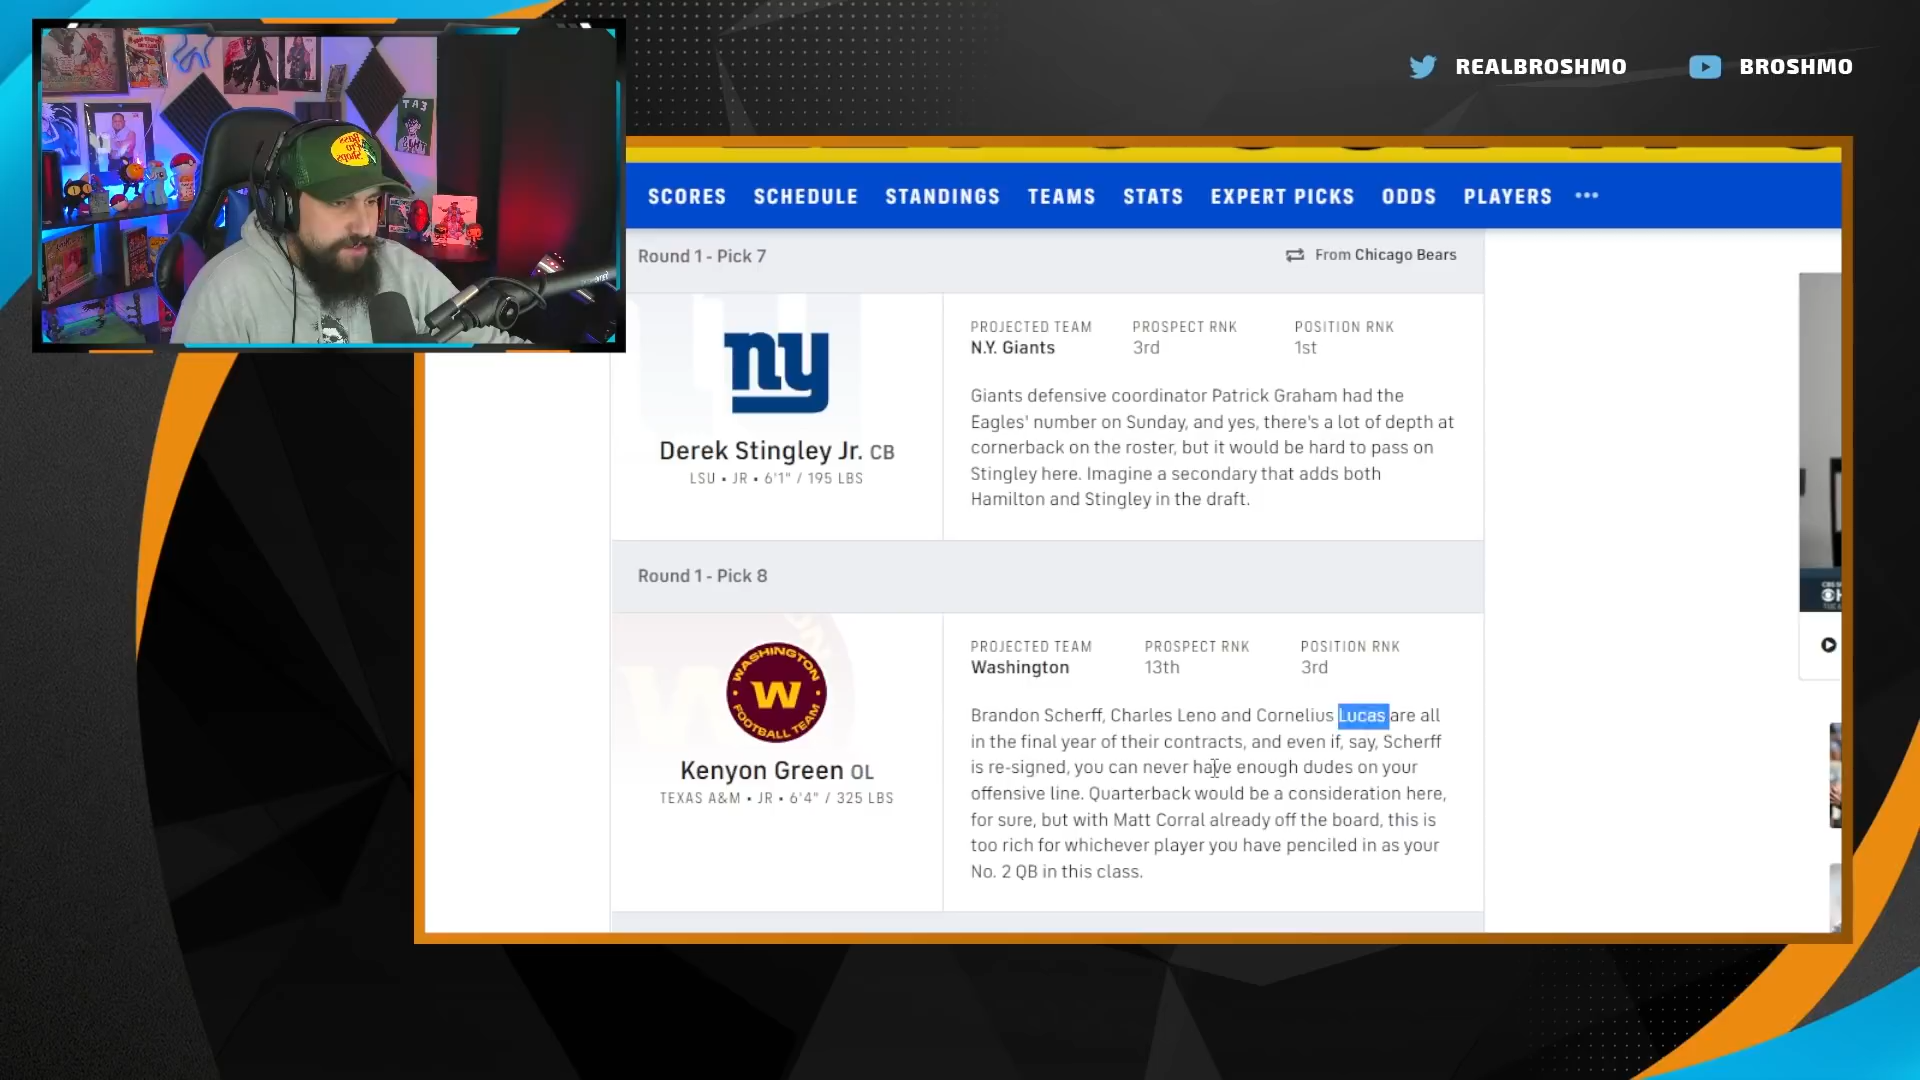 REALBROSHMO
BROSHMO
Bass
Pro
Shops
SCORES SCHEDULE STANDINGS TEAMS STATS EXPERT PICKS ODDS PLAYERS •••
Round 1 - Pick 7
From Chicago Bears
ny
Derek Stingley Jr. CB
LSU • JR • 6'1" / 195 LBS
PROJECTED TEAM PROSPECT RNK POSITION RNK
N.Y. Giants 3rd 1st
Giants defensive coordinator Patrick Graham had the
Eagles' number on Sunday, and yes, there's a lot of depth at
cornerback on the roster, but it would be hard to pass on
Stingley here. Imagine a secondary that adds both
Hamilton and Stingley in the draft.
Round 1 - Pick 8
WASHINGTON
W
FOOTBALL TEAM
Kenyon Green OL
TEXAS A&M • JR • 6'4" / 325 LBS
PROJECTED TEAM PROSPECT RNK POSITION RNK
Washington 13th 3rd
Brandon Scherff, Charles Leno and Cornelius Lucas are all
in the final year of their contracts, and even if, say, Scherff
is re-signed, you can never have enough dudes on your
offensive line. Quarterback would be a consideration here,
for sure, but with Matt Corral already off the board, this is
too rich for whichever player you have penciled in as your
No. 2 QB in this class.